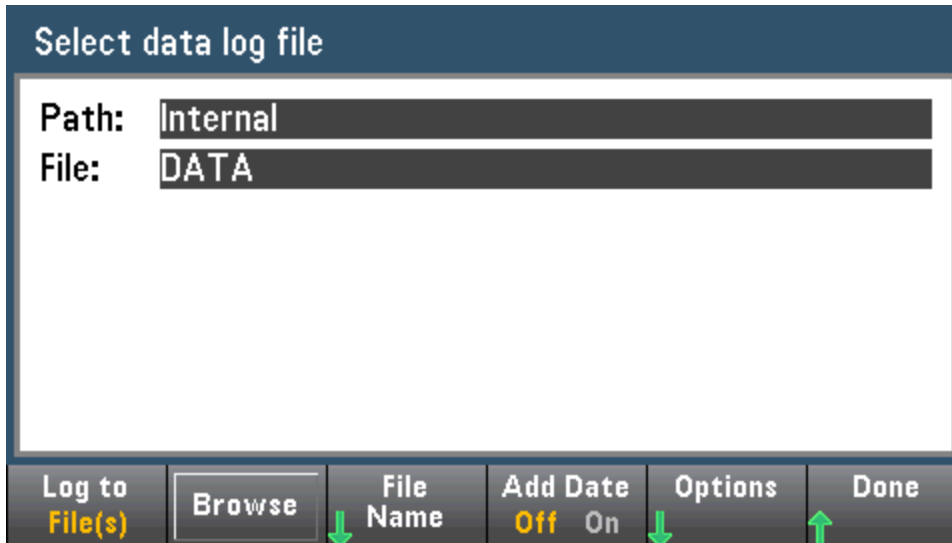 Select data log file
Path: Internal
File: DATA
Log to File(s)
Browse
File Name
Add Date Off On
Options
Done